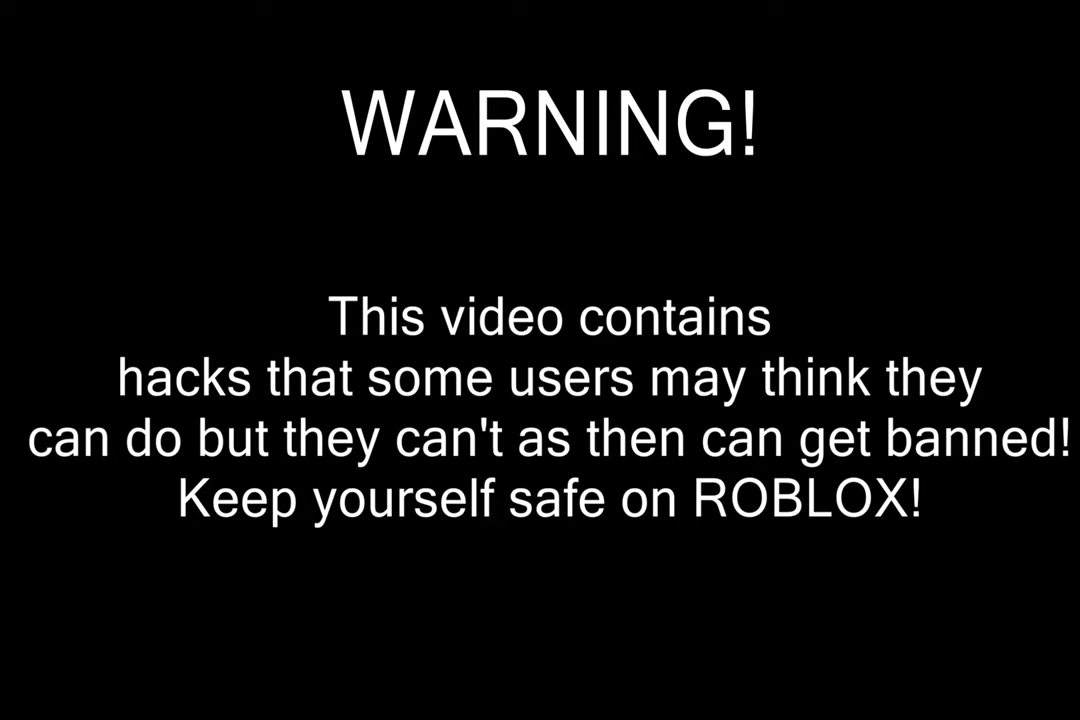 WARNING!
This video contains
hacks that some users may think they
can do but they can't as then can get banned!
Keep yourself safe on ROBLOX!